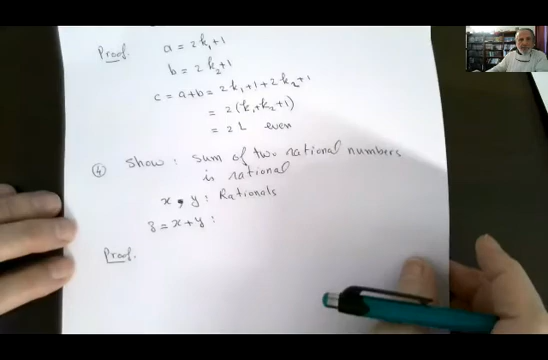 Proof. a = 2k₁+1
b = 2k₂+1
c = a+b = 2k₁+1+2k₂+1
= 2(k₁+k₂+1)
= 2L even
④ Show: sum of two rational numbers
is rational
x, y: Rationals
z = x+y:
Proof.